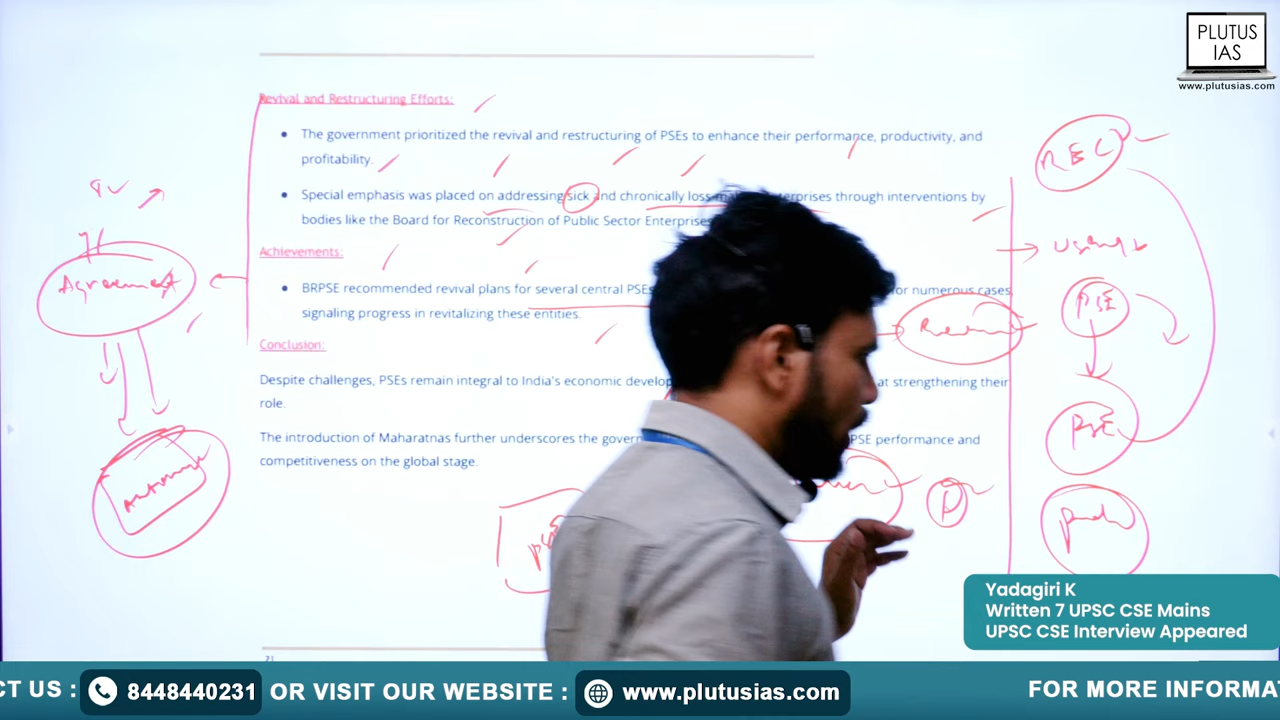 PLUTUS
IAS
www.plutusias.com
Revival and Restructuring Efforts:
The government prioritized the revival and restructuring of PSEs to enhance their performance, productivity, and
profitability.
Special emphasis was placed on addressing sick and chronically loss- through interventions by
bodies like the Board for Reconstruction of Public Sector Enterprises
Achievements:
BRPSE recommended revival plans for several central PSEs for numerous cases,
signaling progress in revitalizing these entities.
Conclusion:
Despite challenges, PSEs remain integral to India's economic at strengthening their
role.
The introduction of Maharatnas further underscores the PSE performance and
competitiveness on the global stage.
Agreement
PSE
PSE
P
21
Yadagiri K
Written 7 UPSC CSE Mains
UPSC CSE Interview Appeared
CT US : 8448440231 OR VISIT OUR WEBSITE : www.plutusias.com FOR MORE INFORMA